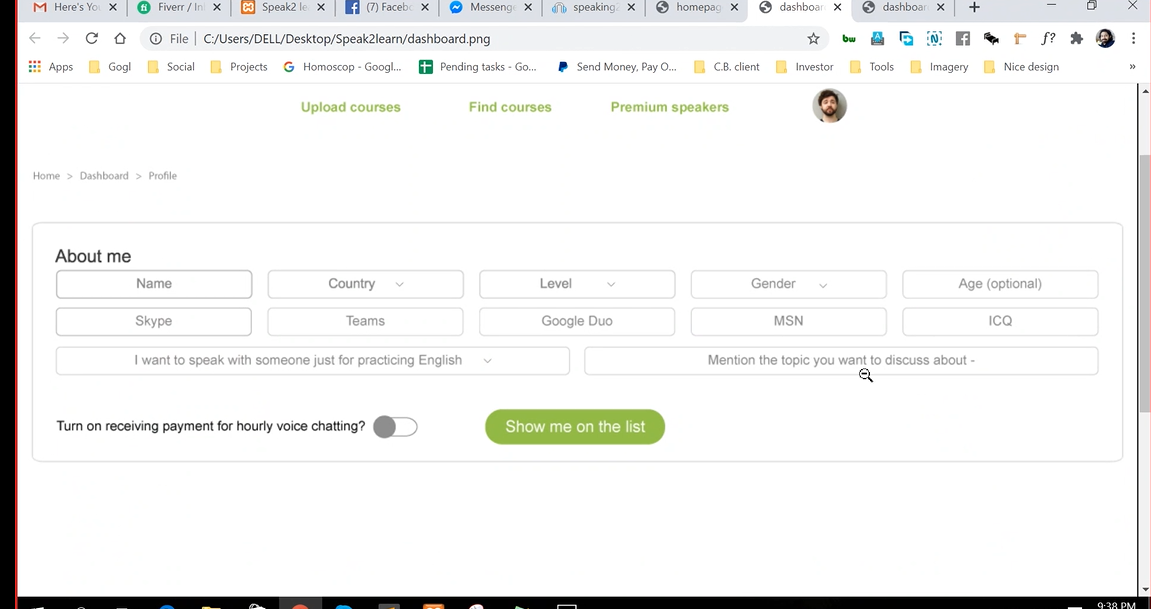 Here's Yo
Fiverr / In
Speak2 le
(7) Faceb
Messeng
speaking
homepag
dashboar
dashboar
File C:/Users/DELL/Desktop/Speak2learn/dashboard.png
Apps Gogl Social Projects Homoscop - Googl... Pending tasks - Go... Send Money, Pay O... C.B. client Investor Tools Imagery Nice design »
Upload courses Find courses Premium speakers
Home > Dashboard > Profile
About me
Name Country Level Gender Age (optional)
Skype Teams Google Duo MSN ICQ
I want to speak with someone just for practicing English Mention the topic you want to discuss about -
Turn on receiving payment for hourly voice chatting? Show me on the list
9:38 PM